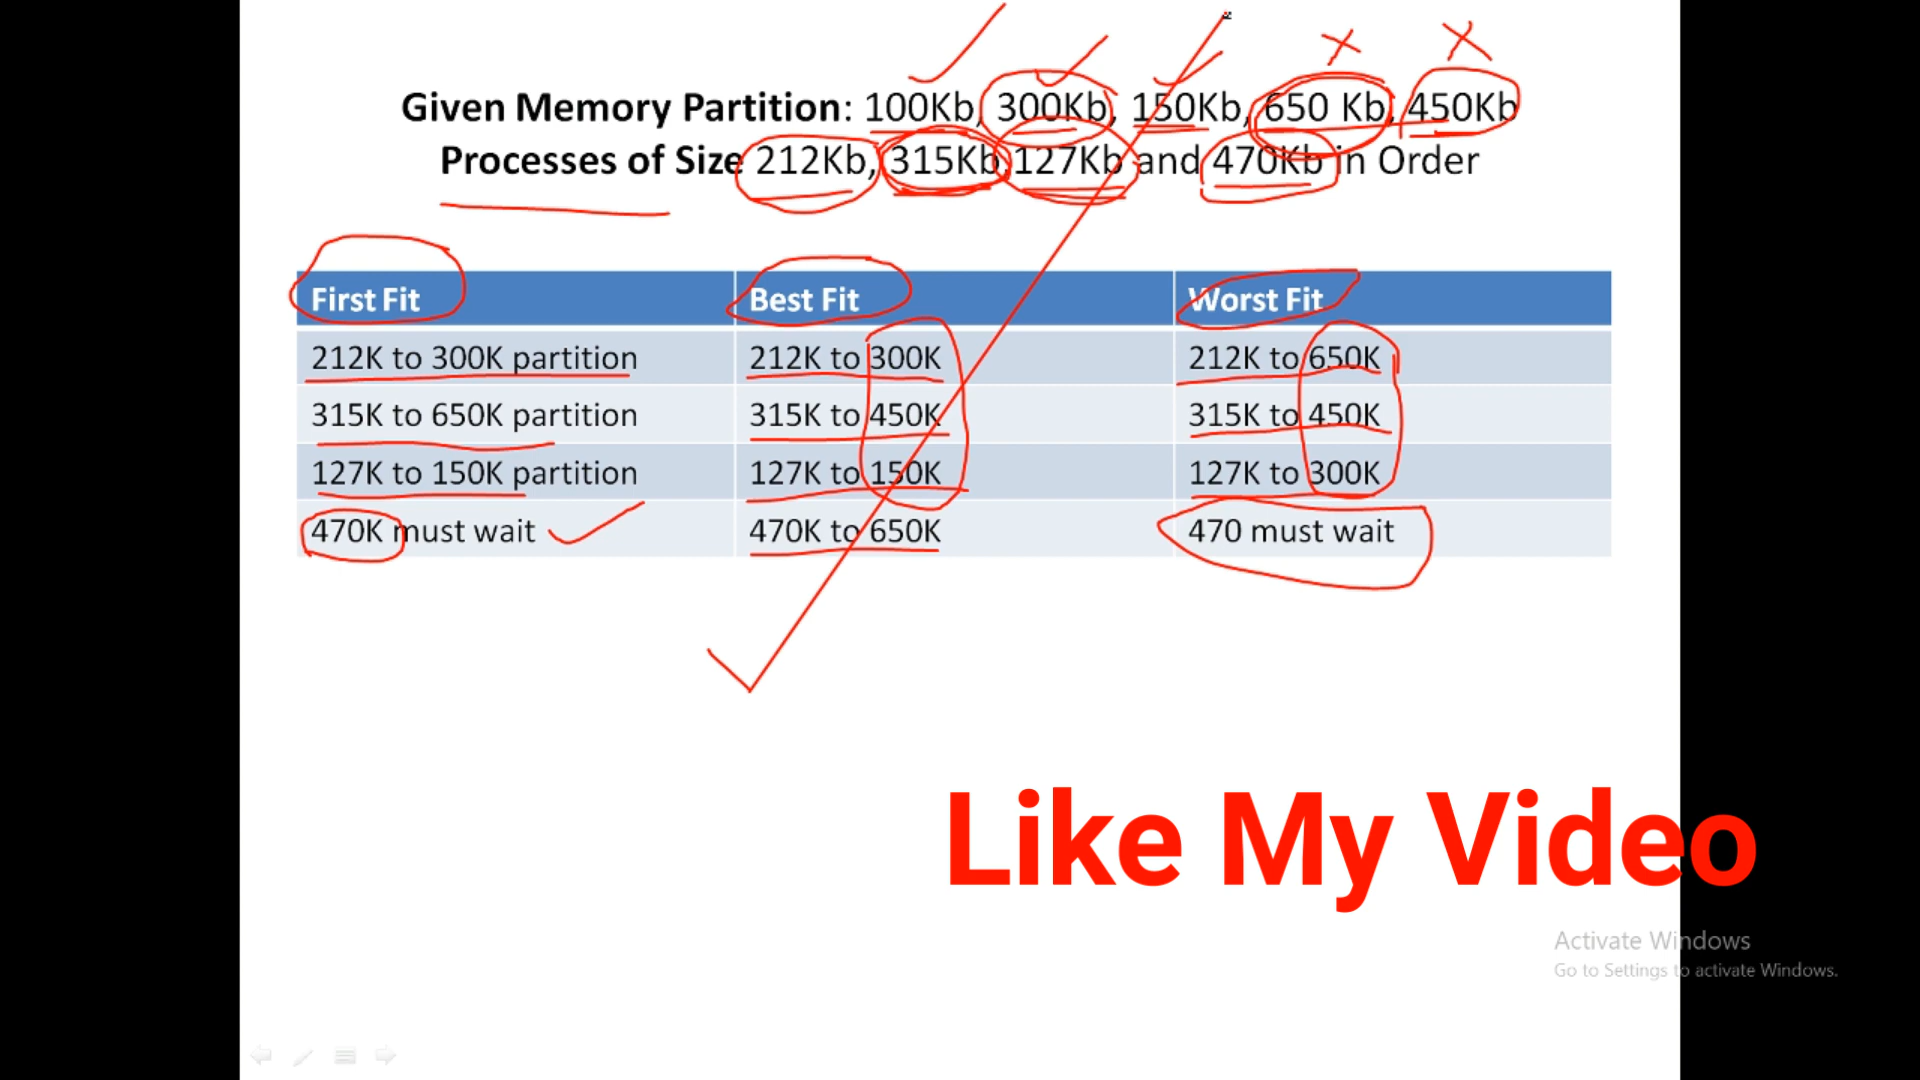 Given Memory Partition: 100Kb, 300Kb, 150Kb, 650 Kb, 450Kb
Processes of Size 212Kb, 315Kb 127Kb and 470Kb in Order
First Fit Best Fit Worst Fit
212K to 300K partition 212K to 300K 212K to 650K
315K to 650K partition 315K to 450K 315K to 450K
127K to 150K partition 127K to 150K 127K to 300K
470K must wait 470K to 650K 470 must wait
Like My Video
Activate Windows
Go to Settings to activate Windows.